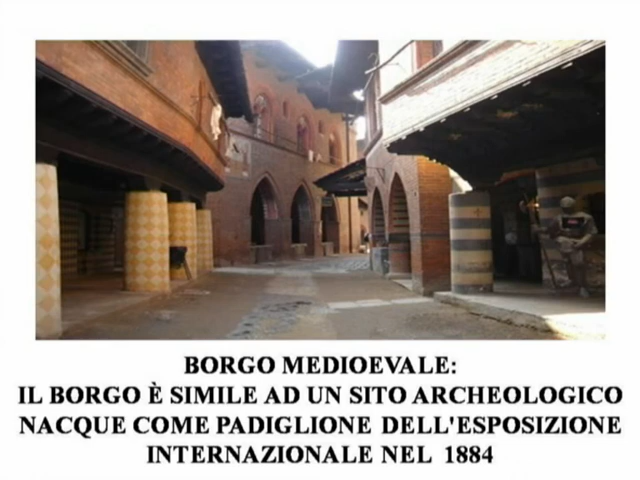 BORGO MEDIOEVALE:
IL BORGO È SIMILE AD UN SITO ARCHEOLOGICO
NACQUE COME PADIGLIONE DELL'ESPOSIZIONE
INTERNAZIONALE NEL 1884